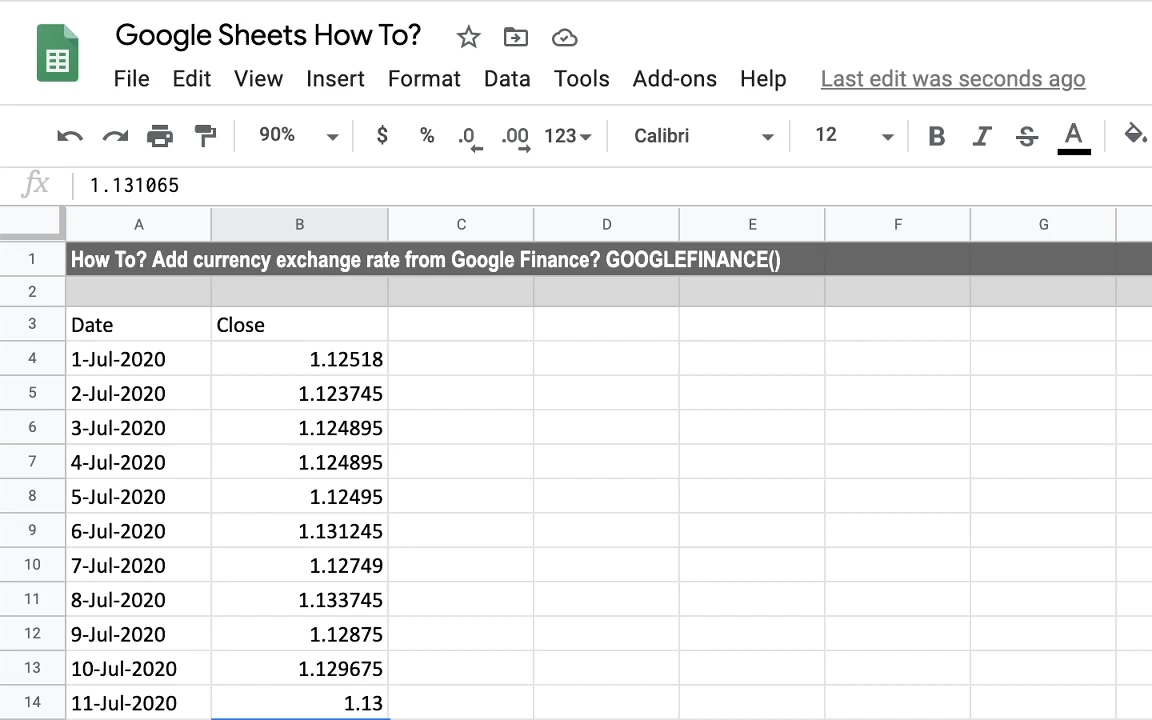 Google Sheets How To?
File Edit View Insert Format Data Tools Add-ons Help Last edit was seconds ago
90% $ % .0 .00 123 Calibri 12 B I S A
fx 1.131065
A B C D E F G
1 How To? Add currency exchange rate from Google Finance? GOOGLEFINANCE()
2
3 Date Close
4 1-Jul-2020 1.12518
5 2-Jul-2020 1.123745
6 3-Jul-2020 1.124895
7 4-Jul-2020 1.124895
8 5-Jul-2020 1.12495
9 6-Jul-2020 1.131245
10 7-Jul-2020 1.12749
11 8-Jul-2020 1.133745
12 9-Jul-2020 1.12875
13 10-Jul-2020 1.129675
14 11-Jul-2020 1.13